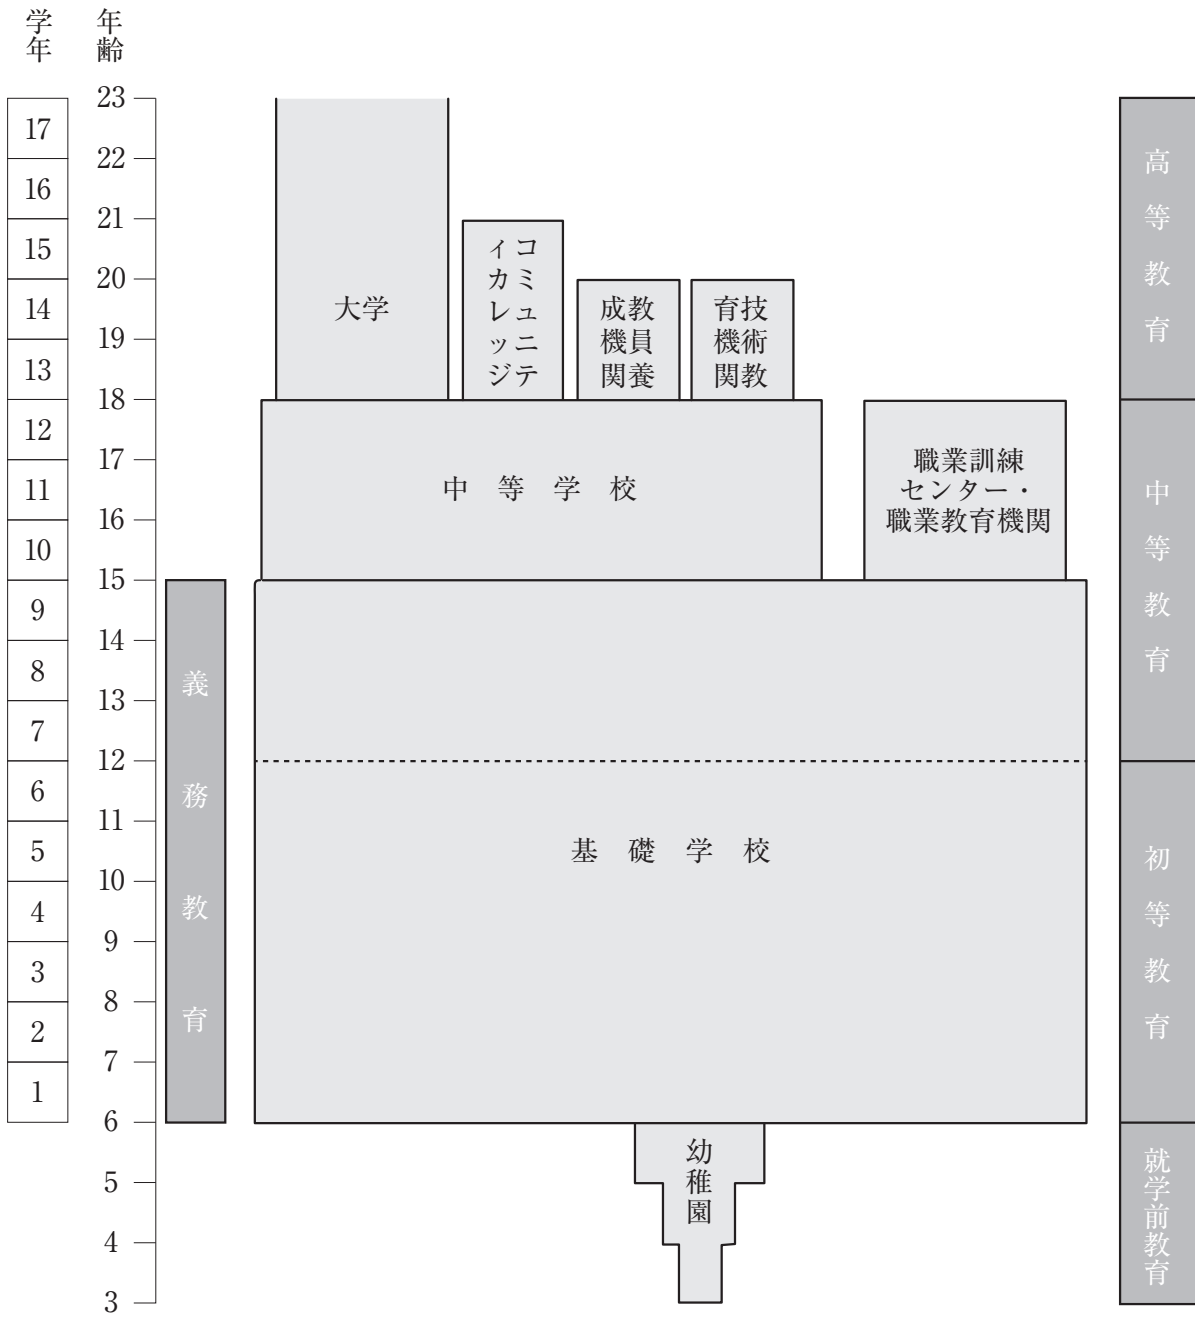 学年
年齢
17
16
15
14
13
12
11
10
9
8
7
6
5
4
3
2
1
23
22
21
20
19
18
17
16
15
14
13
12
11
10
9
8
7
6
5
4
3
義務教育
大学
コミュニテ
ィカレッジ
教員養
成機関
技術教
育機関
中等学校
職業訓練
センター・
職業教育機関
基礎学校
幼稚園
高等教育
中等教育
初等教育
就学前教育